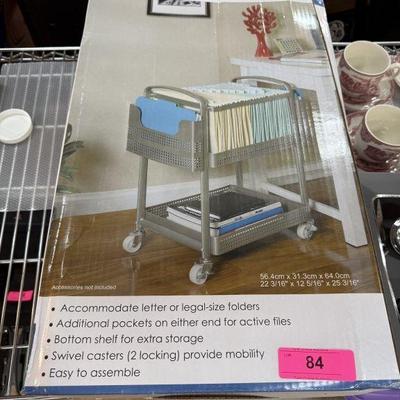 Accessories not included
56.4cm x 31.3cm x 64.0cm
22 3/16" x 12 5/16" x 25 3/16"
• Accommodate letter or legal-size folders
• Additional pockets on either end for active files
• Bottom shelf for extra storage
• Swivel casters (2 locking) provide mobility
• Easy to assemble
LOT
84